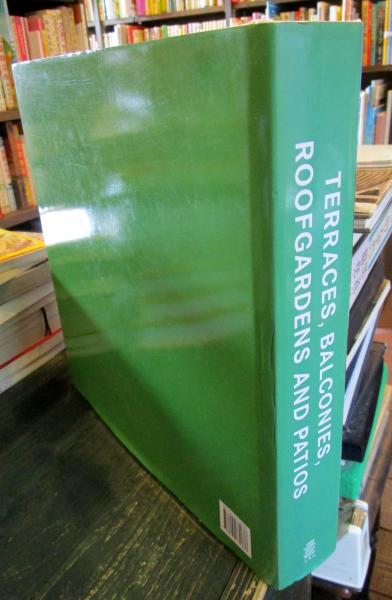 TERRACES, BALCONIES,
ROOFGARDENS AND PATIOS